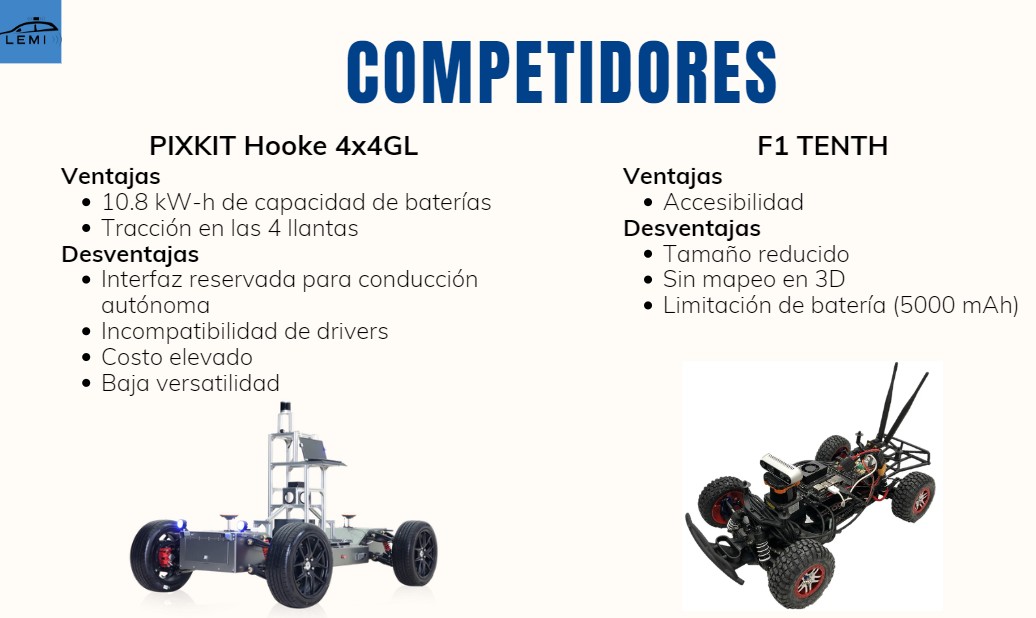 LEMI
COMPETIDORES
PIXKIT Hooke 4x4GL
Ventajas
• 10.8 kW-h de capacidad de baterías
• Tracción en las 4 llantas
Desventajas
• Interfaz reservada para conducción
autónoma
• Incompatibilidad de drivers
• Costo elevado
• Baja versatilidad
F1 TENTH
Ventajas
• Accesibilidad
Desventajas
• Tamaño reducido
• Sin mapeo en 3D
• Limitación de batería (5000 mAh)